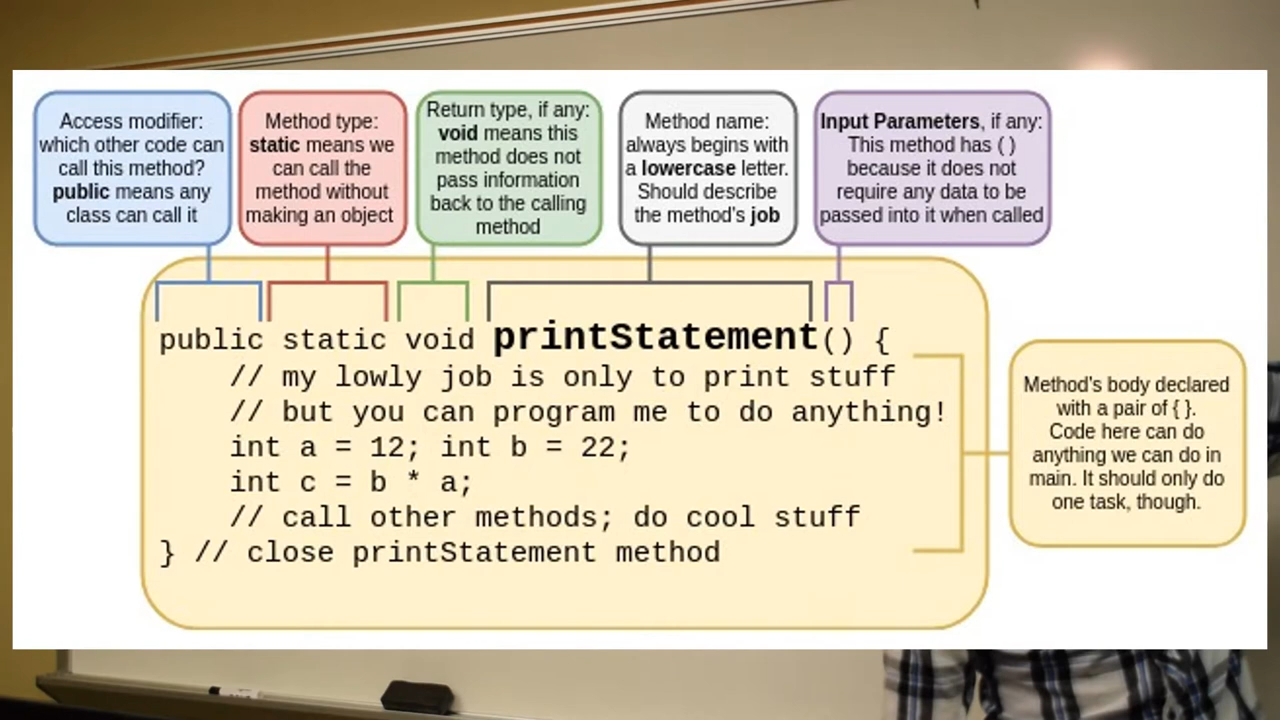 Access modifier:
which other code can
call this method?
public means any
class can call it
Method type:
static means we
can call the
method without
making an object
Return type, if any:
void means this
method does not
pass information
back to the calling
method
Method name:
always begins with
a lowercase letter.
Should describe
the method's job
Input Parameters, if any:
This method has ( )
because it does not
require any data to be
passed into it when called
public static void printStatement() {
// my lowly job is only to print stuff
// but you can program me to do anything!
int a = 12; int b = 22;
int c = b * a;
// call other methods; do cool stuff
} // close printStatement method
Method's body declared
with a pair of { }.
Code here can do
anything we can do in
main. It should only do
one task, though.